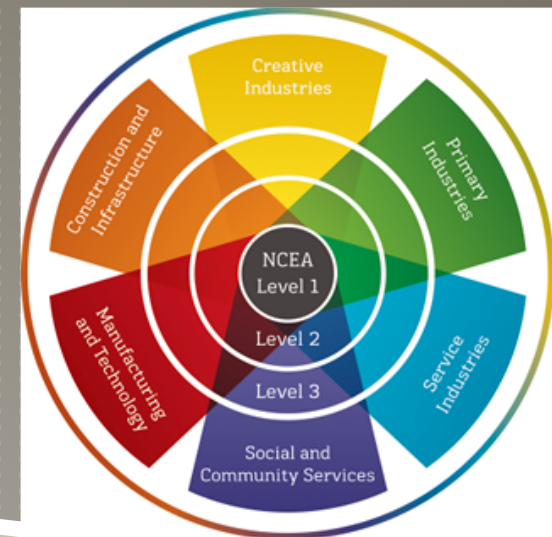 Creative
Industries
Primary
Industries
Service
Industries
Social and
Community Services
Manufacturing
and Technology
Construction and
Infrastructure
NCEA
Level 1
Level 2
Level 3